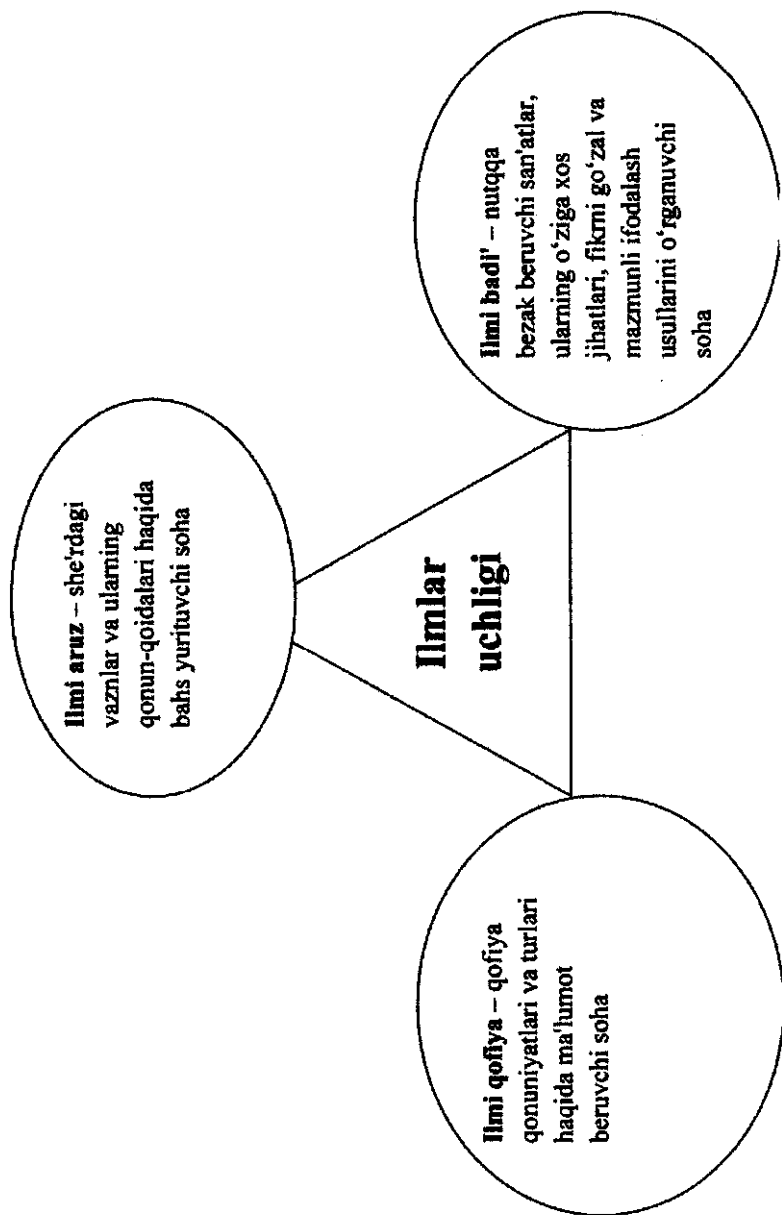 Ilmi aruz – she'rdagi
vaznlar va ularning
qonun-qoidalari haqida
bahs yurituvchi soha
Ilmlar
uchligi
Ilmi qofiya – qofiya
qonuniyatlari va turlari
haqida ma'lumot
beruvchi soha
Ilmi badi' – nutqqa
bezak beruvchi san'atlar,
ularning o‘ziga xos
jihatlari, fikrni go‘zal va
mazmunli ifodalash
usullarini o‘rganuvchi
soha